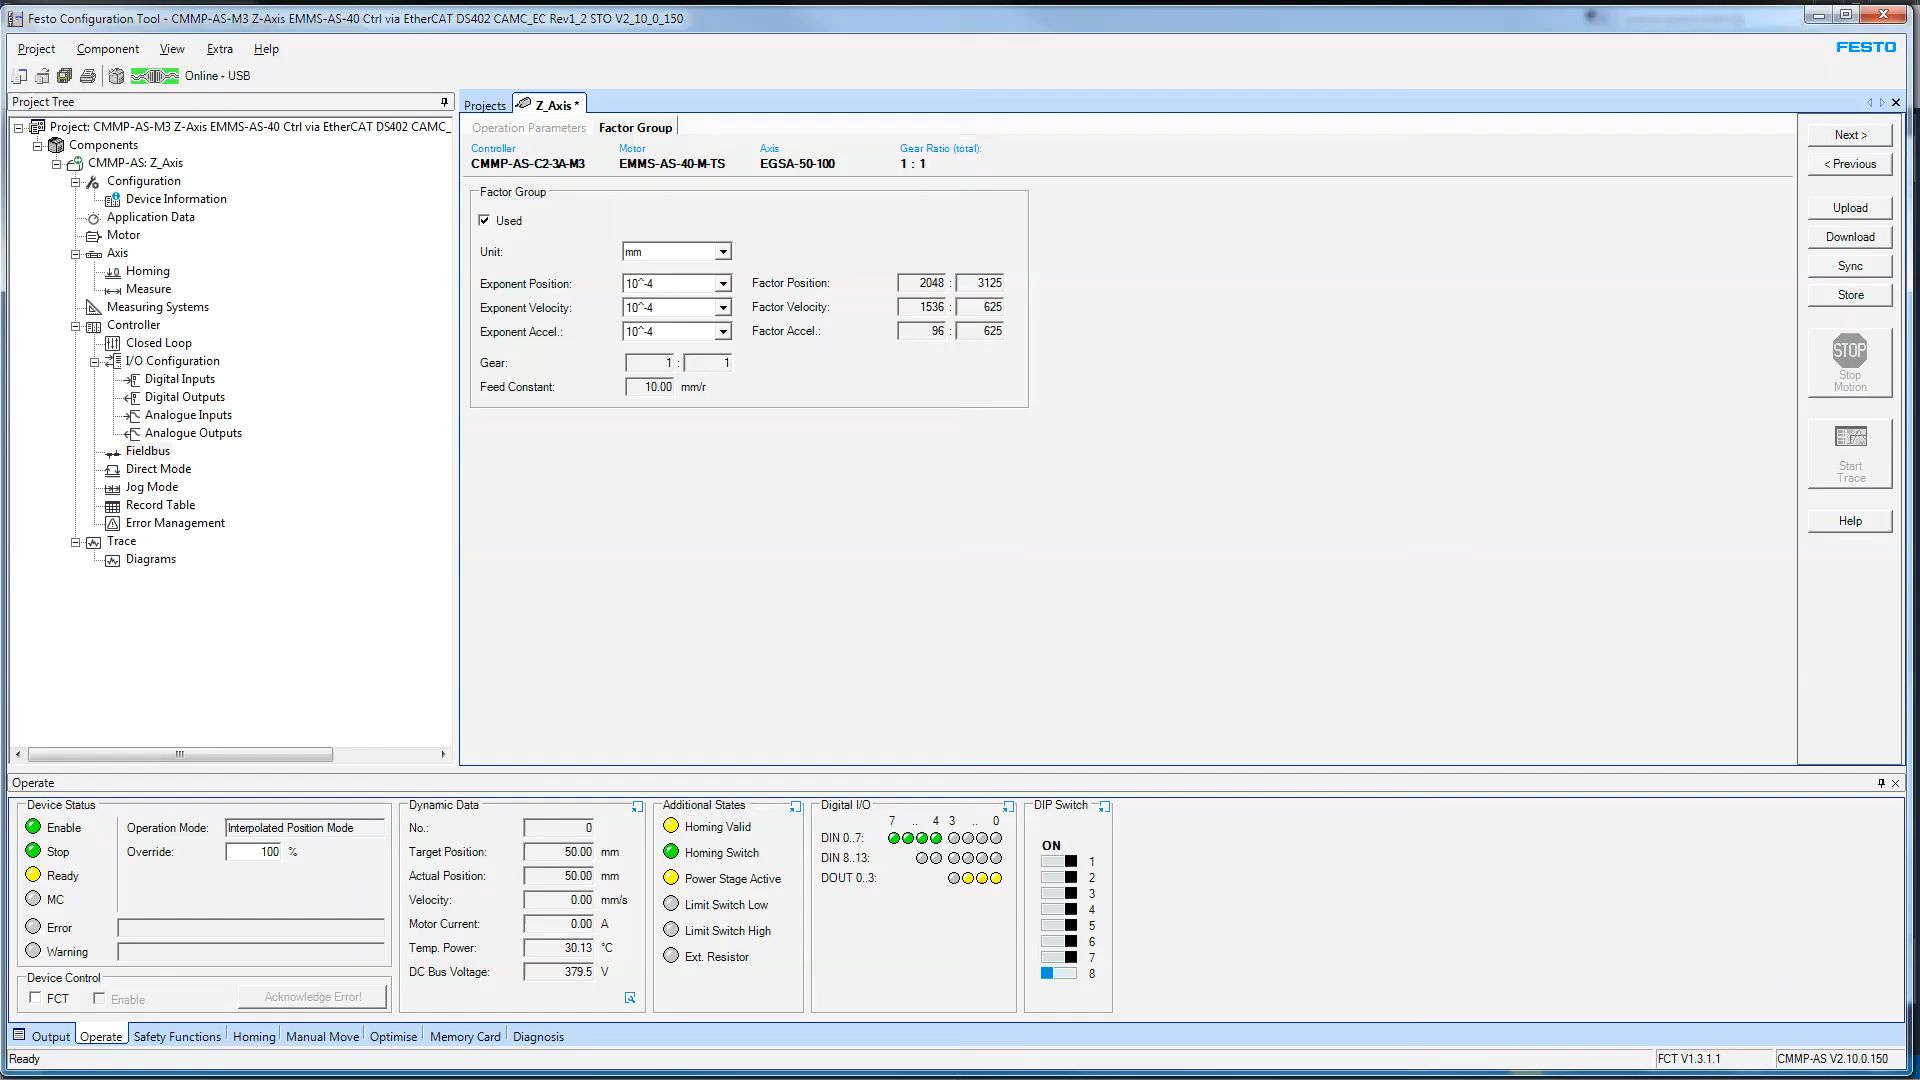 Festo Configuration Tool - CMMP-AS-M3 Z-Axis EMMS-AS-40 Ctrl via EtherCAT DS402 CAMC_EC Rev1_2 STO V2_10_0_150
Project Component View Extra Help
FESTO
Online - USB
Project Tree
Project: CMMP-AS-M3 Z-Axis EMMS-AS-40 Ctrl via EtherCAT DS402 CAMC_
Components
CMMP-AS: Z_Axis
Configuration
Device Information
Application Data
Motor
Axis
Homing
Measure
Measuring Systems
Controller
Closed Loop
I/O Configuration
Digital Inputs
Digital Outputs
Analogue Inputs
Analogue Outputs
Fieldbus
Direct Mode
Jog Mode
Record Table
Error Management
Trace
Diagrams
Projects Z_Axis *
Operation Parameters Factor Group
Controller Motor Axis Gear Ratio (total):
CMMP-AS-C2-3A-M3 EMMS-AS-40-M-TS EGSA-50-100 1 : 1
Factor Group
Used
Unit: mm
Exponent Position: 10^-4 Factor Position: 2048 : 3125
Exponent Velocity: 10^-4 Factor Velocity: 1536 : 625
Exponent Accel.: 10^-4 Factor Accel.: 96 : 625
Gear: 1 : 1
Feed Constant: 10.00 mm/r
Next >
< Previous
Upload
Download
Sync
Store
STOP
Stop
Motion
Start
Trace
Help
Operate
Device Status
Enable Operation Mode: Interpolated Position Mode
Stop Override: 100 %
Ready
MC
Error
Warning
Device Control
FCT Enable Acknowledge Error!
Dynamic Data
No.: 0
Target Position: 50.00 mm
Actual Position: 50.00 mm
Velocity: 0.00 mm/s
Motor Current: 0.00 A
Temp. Power: 30.13 °C
DC Bus Voltage: 379.5 V
Additional States
Homing Valid
Homing Switch
Power Stage Active
Limit Switch Low
Limit Switch High
Ext. Resistor
Digital I/O
7 .. 4 3 .. 0
DIN 0..7:
DIN 8..13:
DOUT 0..3:
DIP Switch
ON
1
2
3
4
5
6
7
8
Output Operate Safety Functions Homing Manual Move Optimise Memory Card Diagnosis
Ready FCT V1.3.1.1 CMMP-AS V2.10.0.150